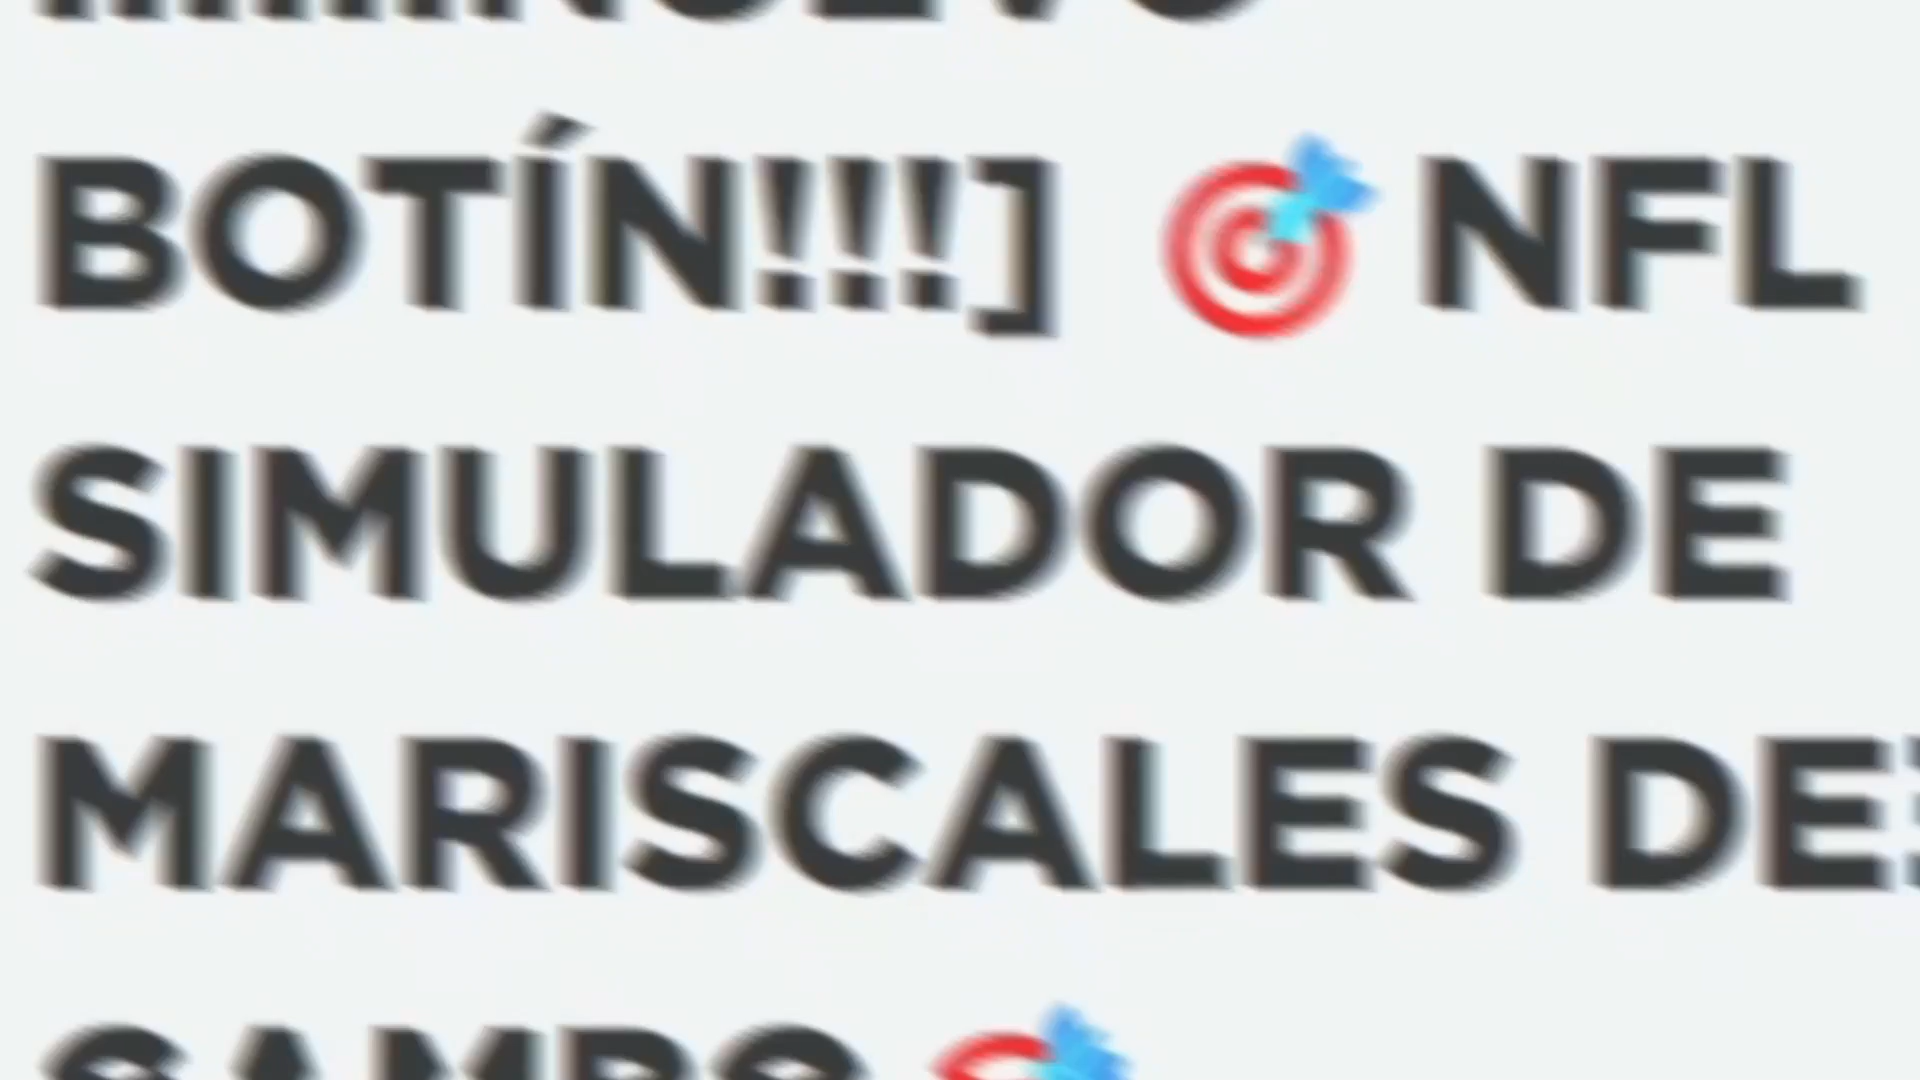 BOTÍN!!!] 🎯 NFL
SIMULADOR DE
MARISCALES DE